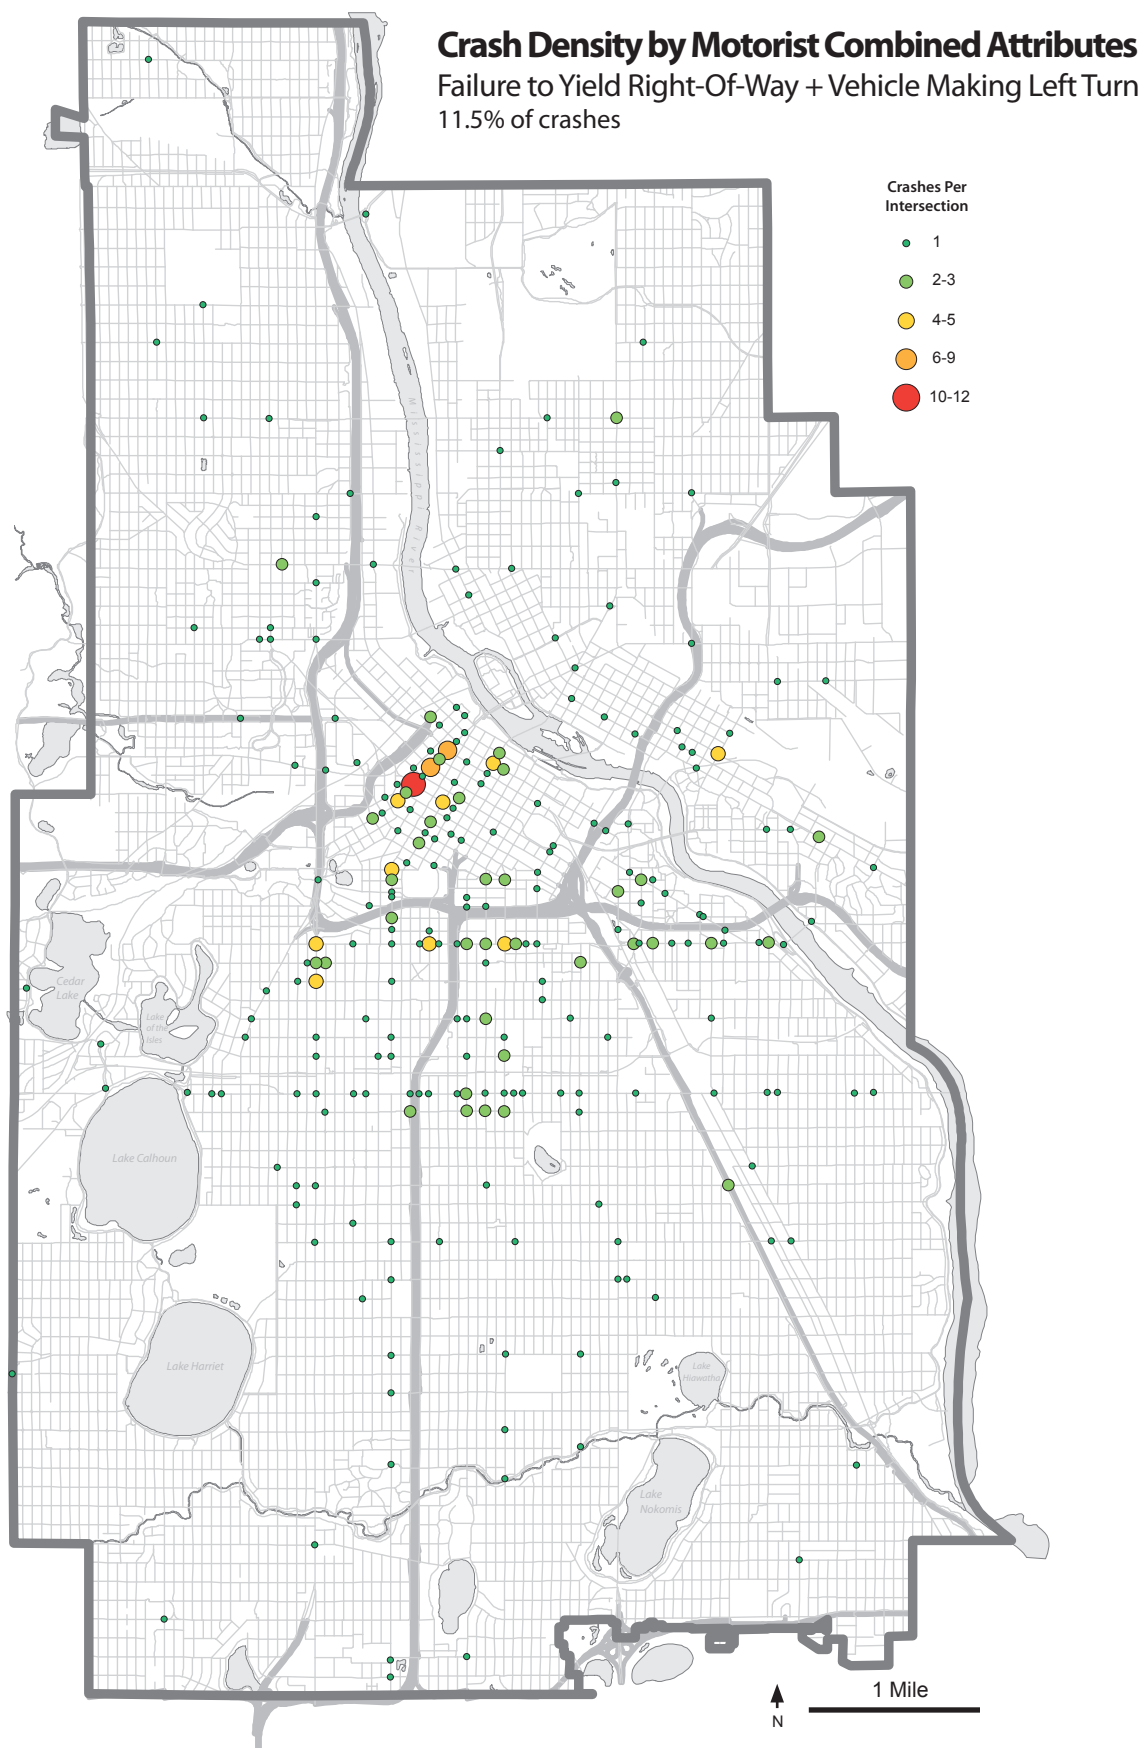 Crash Density by Motorist Combined Attributes
Failure to Yield Right-Of-Way + Vehicle Making Left Turn
11.5% of crashes
Crashes Per
Intersection
1
2-3
4-5
6-9
10-12
Mississippi River
Cedar
Lake
Lake
of the
Isles
Lake Calhoun
Lake Harriet
Lake
Hiawatha
Lake
Nokomis
1 Mile
N